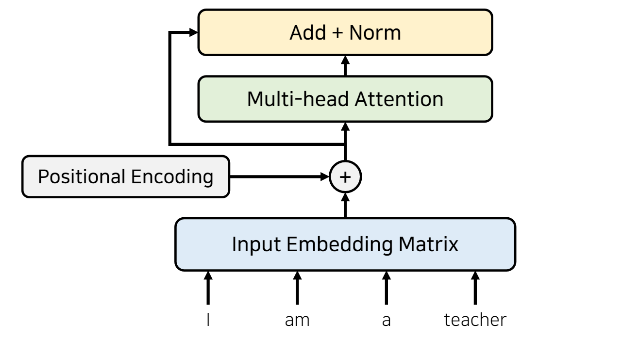 Add + Norm
Multi-head Attention
Positional Encoding
+
Input Embedding Matrix
I am a teacher